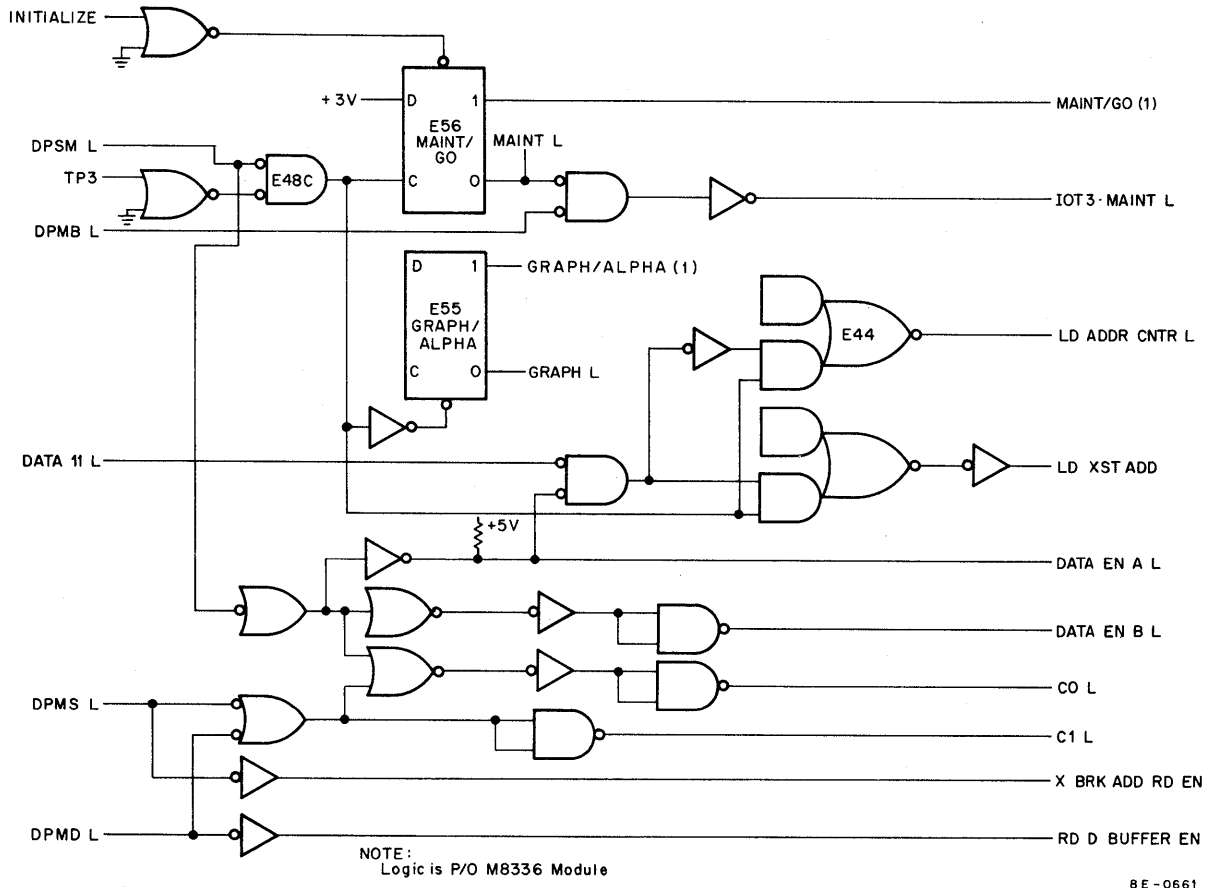 INITIALIZE
+3V
D 1
E56
MAINT/
GO
C O
MAINT L
MAINT/GO (1)
DPSM L
TP3
E48C
DPMB L
IOT3·MAINT L
D 1
E55
GRAPH/
ALPHA
C O
GRAPH/ALPHA (1)
GRAPH L
E44
LD ADDR CNTR L
DATA 11 L
LD XST ADD
+5V
DATA EN A L
DATA EN B L
DPMS L
CO L
C1 L
X BRK ADD RD EN
DPMD L
RD D BUFFER EN
NOTE:
Logic is P/O M8336 Module
8E-0661